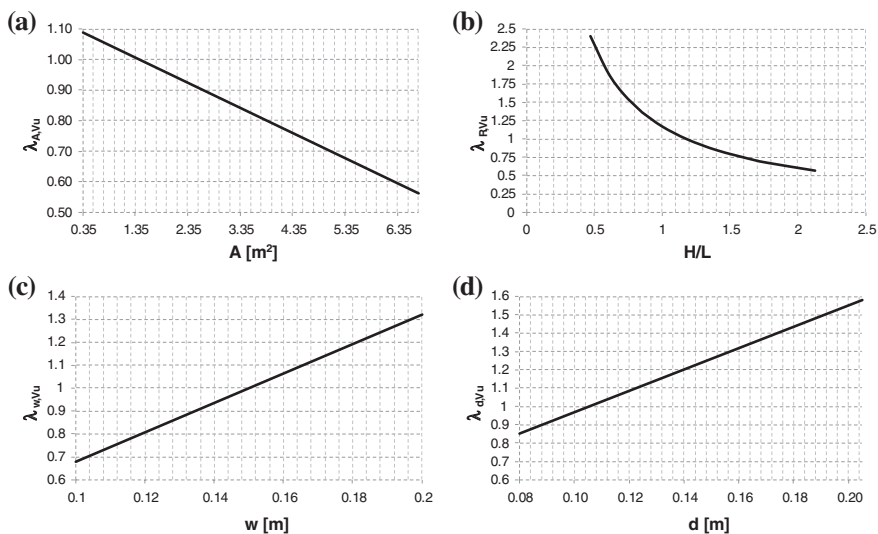 (a)
1.10
1.00
0.90
0.80
0.70
0.60
0.50
λA,Vu
0.35 1.35 2.35 3.35 4.35 5.35 6.35
A [m²]
(b)
2.5
2.25
2
1.75
1.5
1.25
1
0.75
0.5
0.25
0
λR,Vu
0 0.5 1 1.5 2 2.5
H/L
(c)
1.4
1.3
1.2
1.1
1
0.9
0.8
0.7
0.6
λw,Vu
0.1 0.12 0.14 0.16 0.18 0.2
w [m]
(d)
1.6
1.5
1.4
1.3
1.2
1.1
1
0.9
0.8
0.7
0.6
λd,Vu
0.08 0.10 0.12 0.14 0.16 0.18 0.20
d [m]